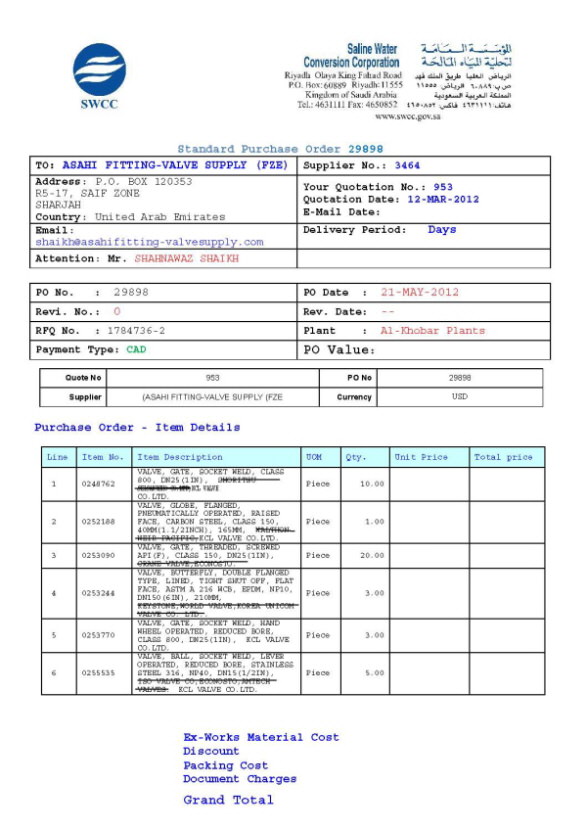 SWCC
Saline Water
Conversion Corporation
Riyadh Olaya King Fahad Road
P.O. Box:60889 Riyadh:11555
Kingdom of Saudi Arabia
Tel.: 4631111 Fax: 4650852
المؤسسة العامة
لتحلية المياه المالحة
الرياض العليا طريق الملك فهد
ص ب:٦٠٨٨٩ الرياض ١١٥٥٥
المملكة العربية السعودية
هاتف:٤٦٣١١١١ فاكس: ٤٦٥٠٨٥٢
www.swcc.gov.sa
Standard Purchase Order 29898
TO: ASAHI FITTING-VALVE SUPPLY (FZE) Supplier No.: 3464
Address: P.O. BOX 120353
R5-17, SAIF ZONE
SHARJAH
Country: United Arab Emirates
Your Quotation No.: 953
Quotation Date: 12-MAR-2012
E-Mail Date:
Email:
shaikh@asahifitting-valvesupply.com
Delivery Period: Days
Attention: Mr. SHAHNAWAZ SHAIKH
PO No. : 29898 PO Date : 21-MAY-2012
Revi. No.: 0 Rev. Date: --
RFQ No. : 1784736-2 Plant : Al-Khobar Plants
Payment Type: CAD PO Value:
Quote No 953 PO No 29898
Supplier (ASAHI FITTING-VALVE SUPPLY (FZE Currency USD
Purchase Order - Item Details
Line Item No. Item Description UOM Qty. Unit Price Total price
1 0248762 VALVE, GATE, SOCKET WELD, CLASS
800, DN25(1IN), KCL VALVE
CO.LTD.
Piece 10.00
2 0252188 VALVE, GLOBE, FLANGED,
PNEUMATICALLY OPERATED, RAISED
FACE, CARBON STEEL, CLASS 150,
40MM(1.1/2INCH), 165MM,
KCL VALVE CO.LTD.
Piece 1.00
3 0253090 VALVE, GATE, THREADED, SCREWED
API(F), CLASS 150, DN25(1IN),
CRANE VALVE,ECONOSTO.
Piece 20.00
4 0253244 VALVE, BUTTERFLY, DOUBLE FLANGED
TYPE, LINED, TIGHT SHUT OFF, FLAT
FACE, ASTM A 216 WCB, EPDM, NP10,
DN150(6IN), 210MM,
KEYSTONE,WORLD VALVE,KOREA UNICOM
VALVE CO. LTD.
Piece 3.00
5 0253770 VALVE, GATE, SOCKET WELD, HAND
WHEEL OPERATED, REDUCED BORE,
CLASS 800, DN25(1IN), KCL VALVE
CO.LTD.
Piece 3.00
6 0255535 VALVE, BALL, SOCKET WELD, LEVER
OPERATED, REDUCED BORE, STAINLESS
STEEL 316, NP40, DN15(1/2IN),
ISO VALVE CO,ECONOSTO,AMTECH
VALVES. KCL VALVE CO.LTD.
Piece 5.00
Ex-Works Material Cost
Discount
Packing Cost
Document Charges
Grand Total